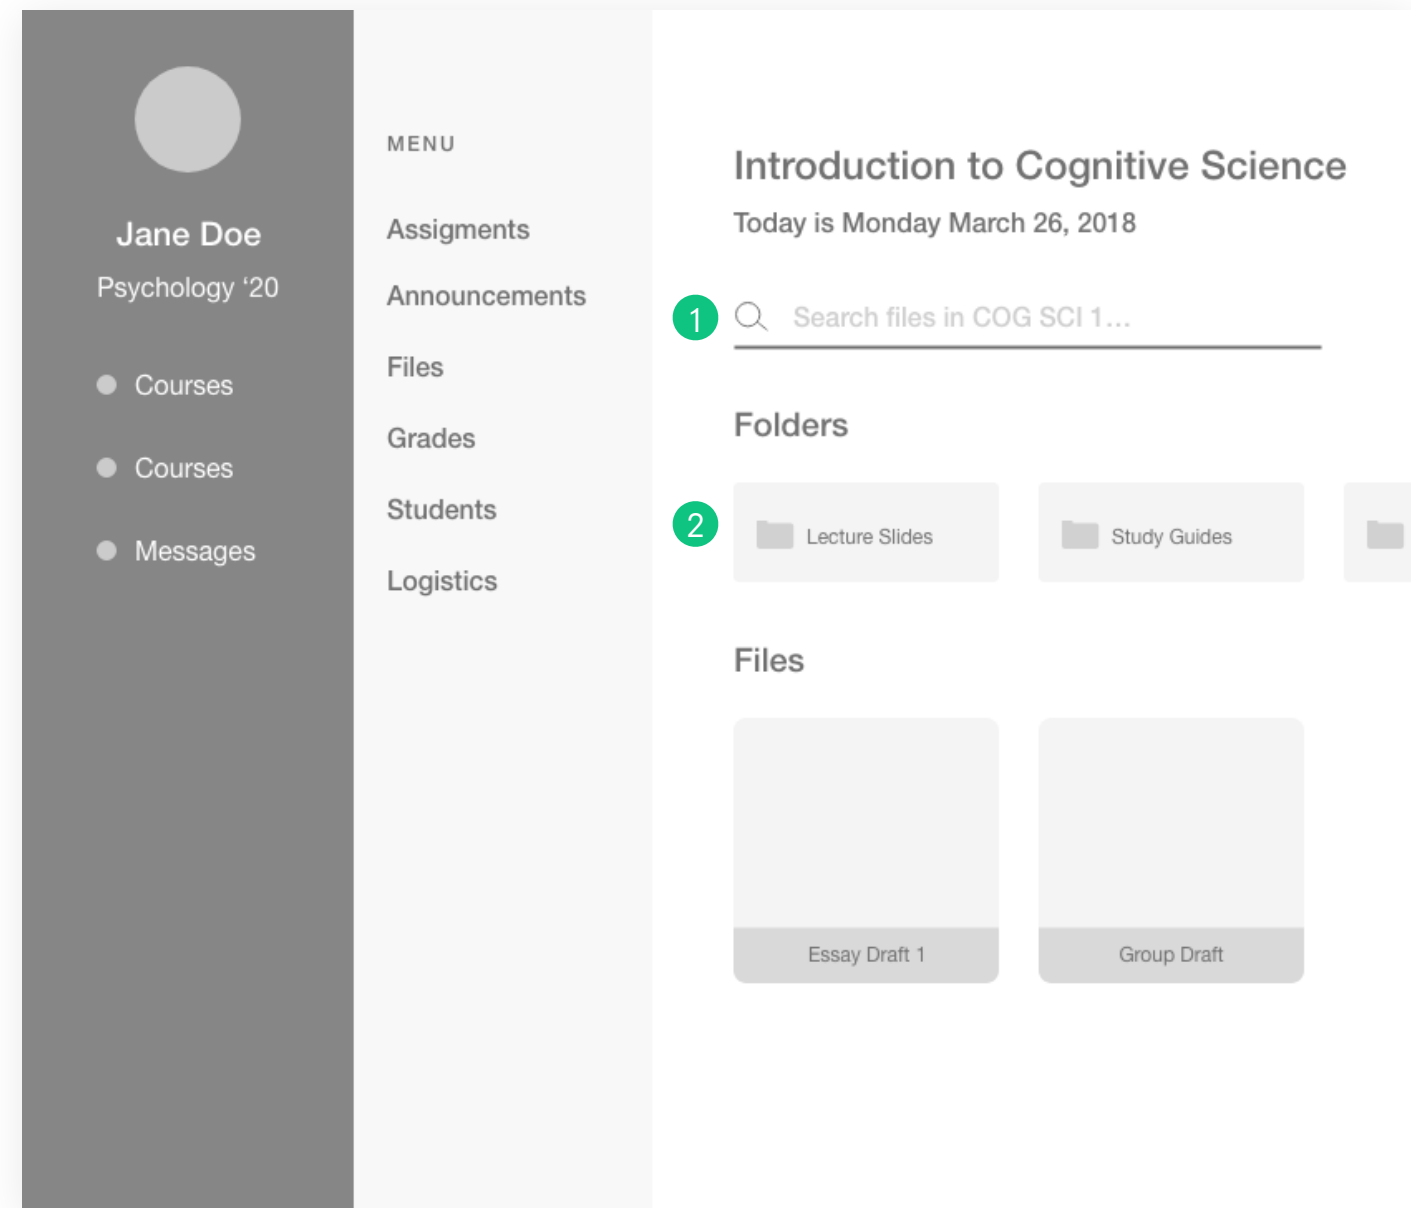 Jane Doe
Psychology ‘20
Courses
Courses
Messages
MENU
Assigments
Announcements
Files
Grades
Students
Logistics
Introduction to Cognitive Science
Today is Monday March 26, 2018
1
Search files in COG SCI 1...
Folders
2
Lecture Slides
Study Guides
Files
Essay Draft 1
Group Draft